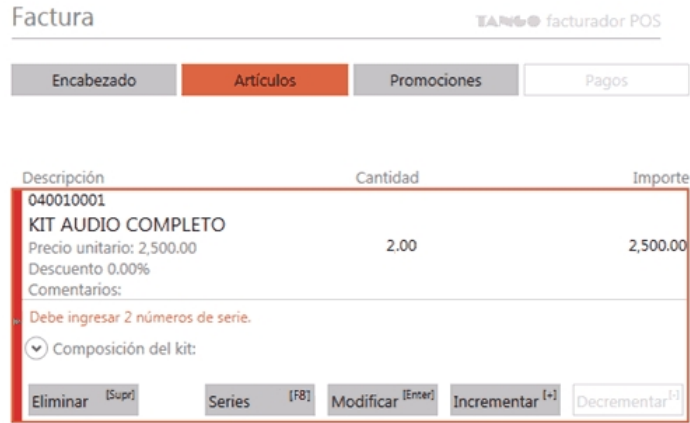 Factura
TANGO facturador POS
Encabezado Artículos Promociones Pagos
Descripción Cantidad Importe
040010001
KIT AUDIO COMPLETO
Precio unitario: 2,500.00 2.00 2,500.00
Descuento 0.00%
Comentarios:
Debe ingresar 2 números de serie.
Composición del kit:
Eliminar [Supr] Series [F8] Modificar [Enter] Incrementar [+] Decrementar [-]